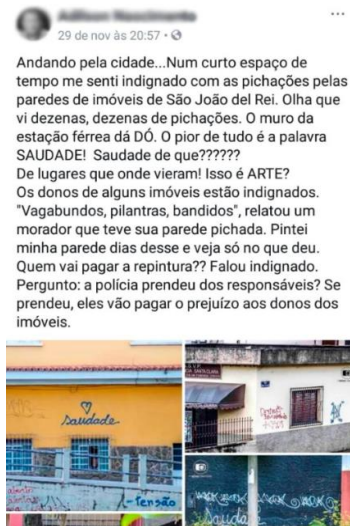 29 de nov às 20:57 •
Andando pela cidade...Num curto espaço de
tempo me senti indignado com as pichações pelas
paredes de imóveis de São João del Rei. Olha que
vi dezenas, dezenas de pichações. O muro da
estação férrea dá DÓ. O pior de tudo é a palavra
SAUDADE! Saudade de que??????
De lugares que onde vieram! Isso é ARTE?
Os donos de alguns imóveis estão indignados.
"Vagabundos, pilantras, bandidos", relatou um
morador que teve sua parede pichada. Pintei
minha parede dias desse e veja só no que deu.
Quem vai pagar a repintura?? Falou indignado.
Pergunto: a polícia prendeu dos responsáveis? Se
prendeu, eles vão pagar o prejuízo aos donos dos
imóveis.
saudade
SANTA CLARA
-tensão
Sauda